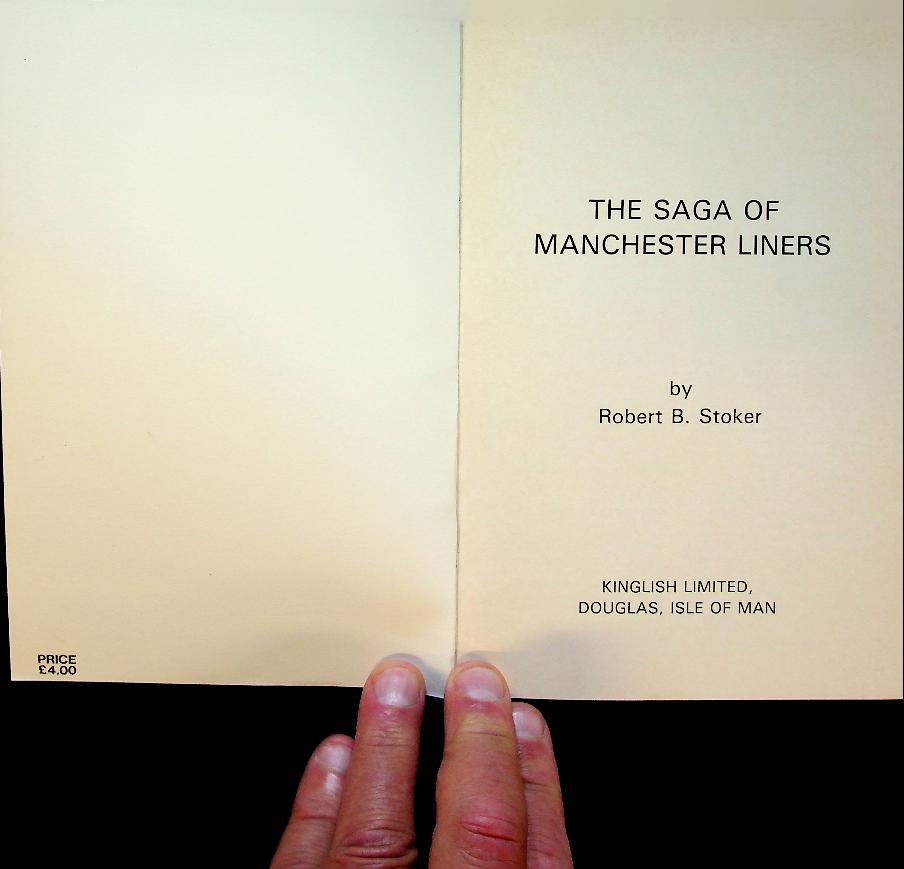 PRICE
£4.00
THE SAGA OF
MANCHESTER LINERS
by
Robert B. Stoker
KINGLISH LIMITED,
DOUGLAS, ISLE OF MAN